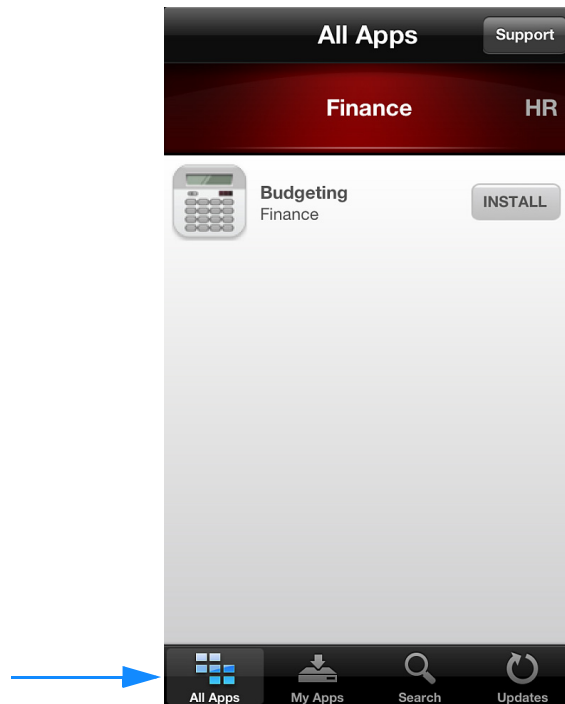 All Apps
Support
Finance
HR
Budgeting
Finance
INSTALL
All Apps
My Apps
Search
Updates